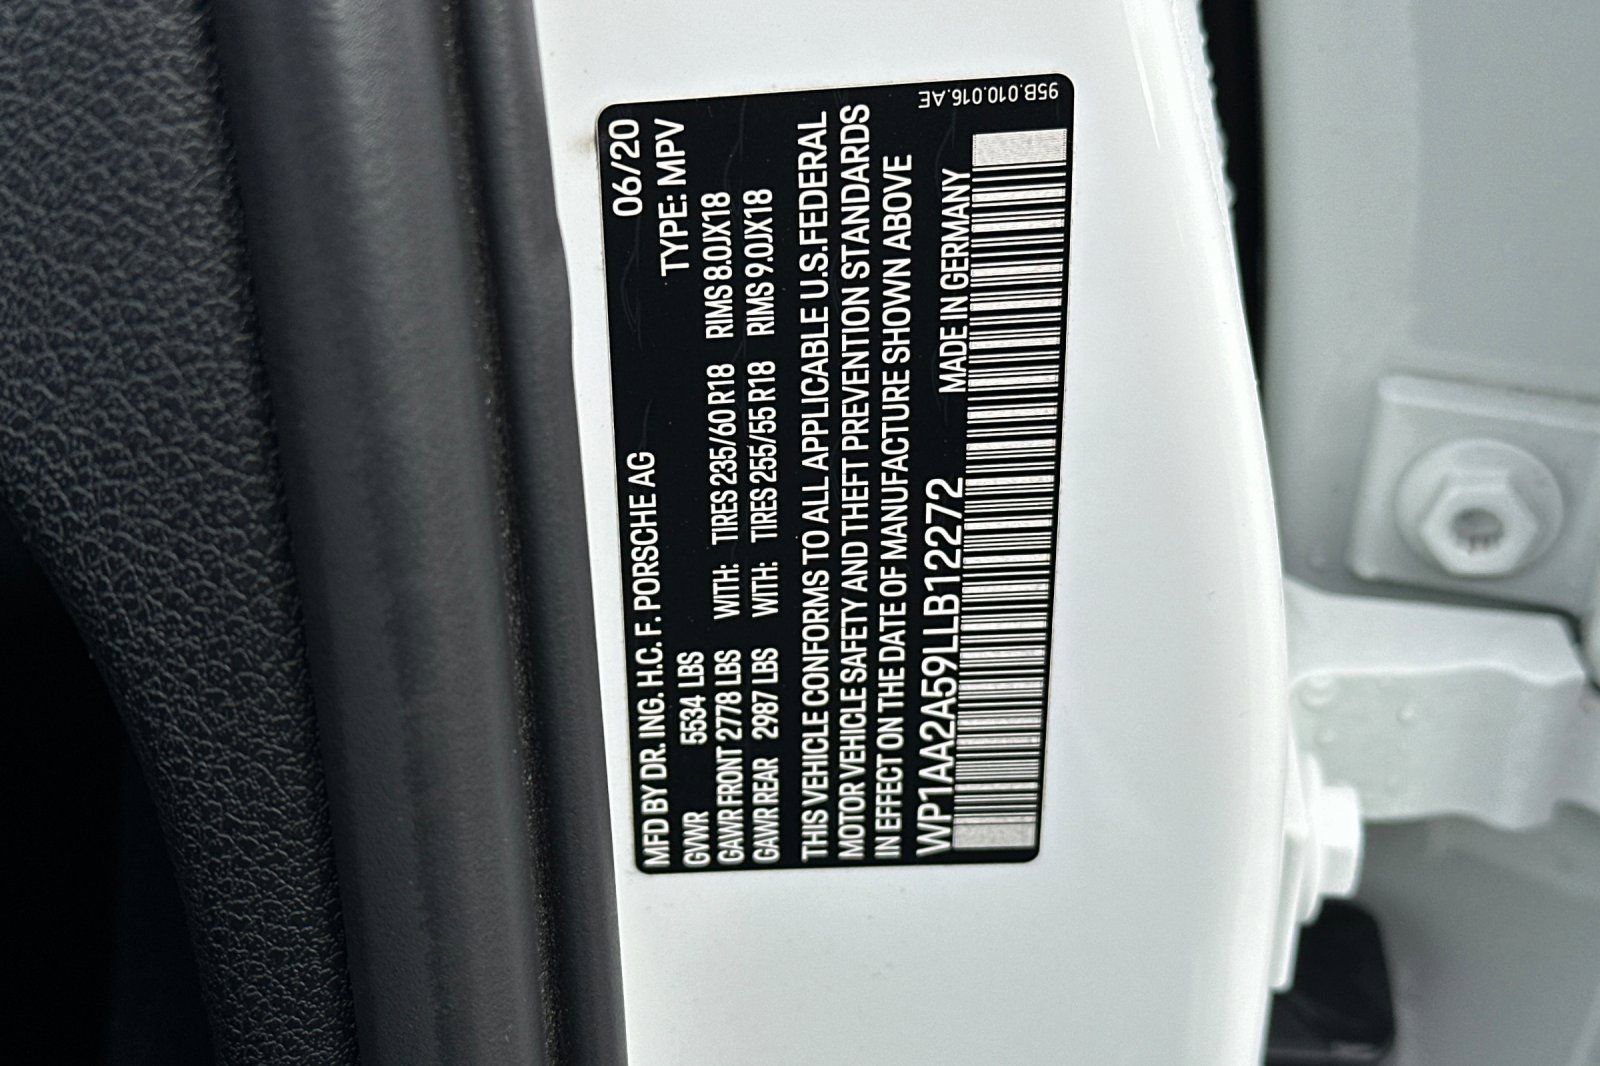 MFD BY DR. ING. H.C. F. PORSCHE AG 06/20
GVWR 5534 LBS TYPE: MPV
GAWR FRONT 2778 LBS WITH: TIRES 235/60 R18 RIMS 8.0JX18
GAWR REAR 2987 LBS WITH: TIRES 255/55 R18 RIMS 9.0JX18
THIS VEHICLE CONFORMS TO ALL APPLICABLE U.S.FEDERAL
MOTOR VEHICLE SAFETY AND THEFT PREVENTION STANDARDS
IN EFFECT ON THE DATE OF MANUFACTURE SHOWN ABOVE
WP1AA2A59LLB12272 MADE IN GERMANY
95B.010.016.AE